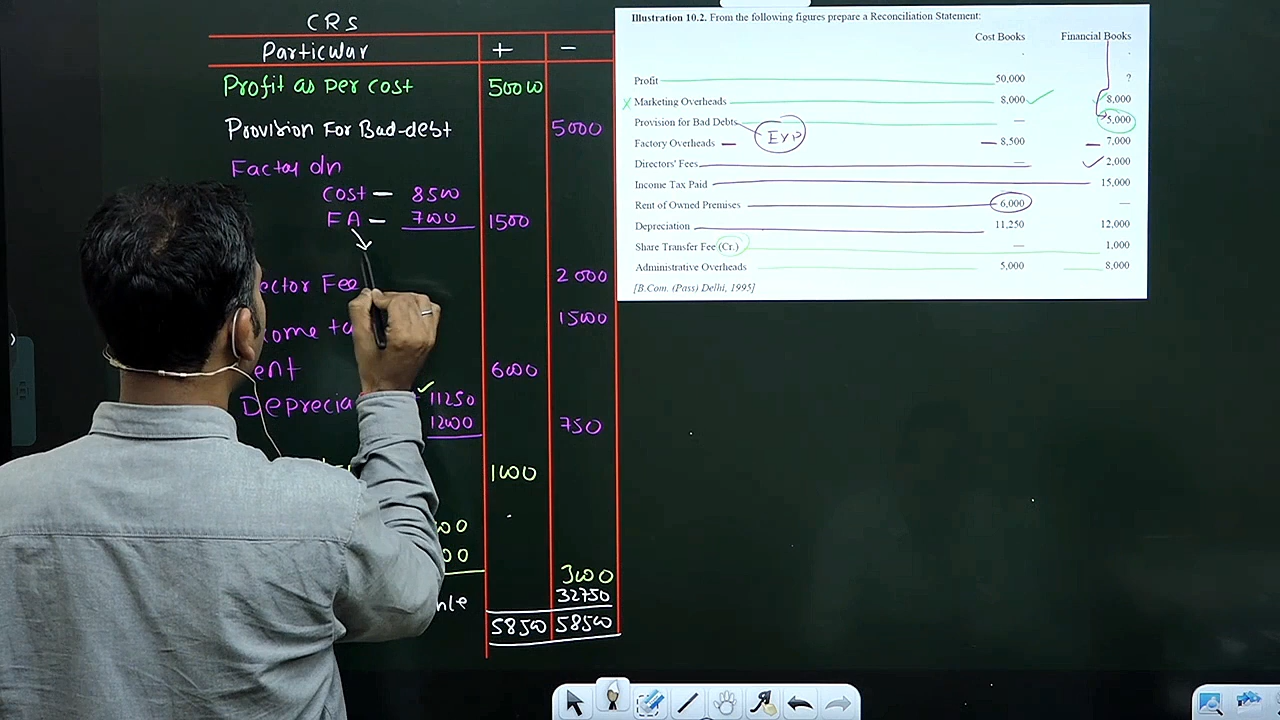 CRS
Particular + -
Profit as per cost 50000
Provision For Bad-debt 5000
Factor o/n
cost - 8500
FA - 7000 1500
ector Fee 2000
ome ta 15000
ent 6000
Deprecia 11250
12000 750
1000
00
00
3000
32750
58500 58500
Illustration 10.2. From the following figures prepare a Reconciliation Statement:
Cost Books Financial Books
Profit 50,000 ?
X Marketing Overheads 8,000 8,000
Provision for Bad Debts — 5,000
Exp
Factory Overheads 8,500 7,000
Directors' Fees — 2,000
Income Tax Paid 15,000
Rent of Owned Premises 6,000 —
Depreciation 11,250 12,000
Share Transfer Fee (Cr.) — 1,000
Administrative Overheads 5,000 8,000
[B.Com. (Pass) Delhi, 1995]